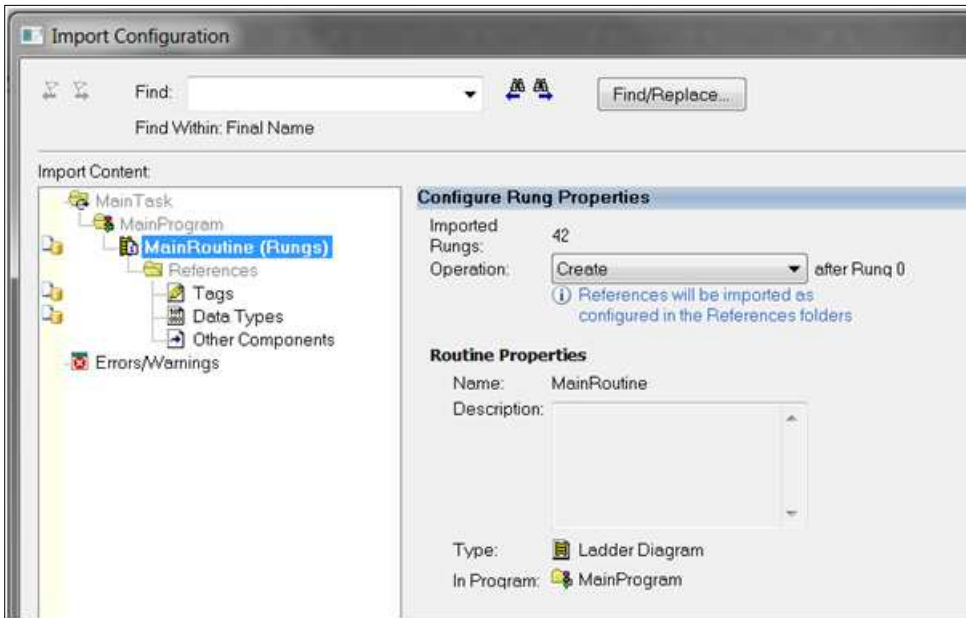 Import Configuration
Find:
Find/Replace...
Find Within: Final Name
Import Content:
MainTask
MainProgram
MainRoutine (Rungs)
References
Tags
Data Types
Other Components
Errors/Warnings
Configure Rung Properties
Imported
Rungs: 42
Operation: Create after Rung 0
References will be imported as
configured in the References folders
Routine Properties
Name: MainRoutine
Description:
Type: Ladder Diagram
In Program: MainProgram